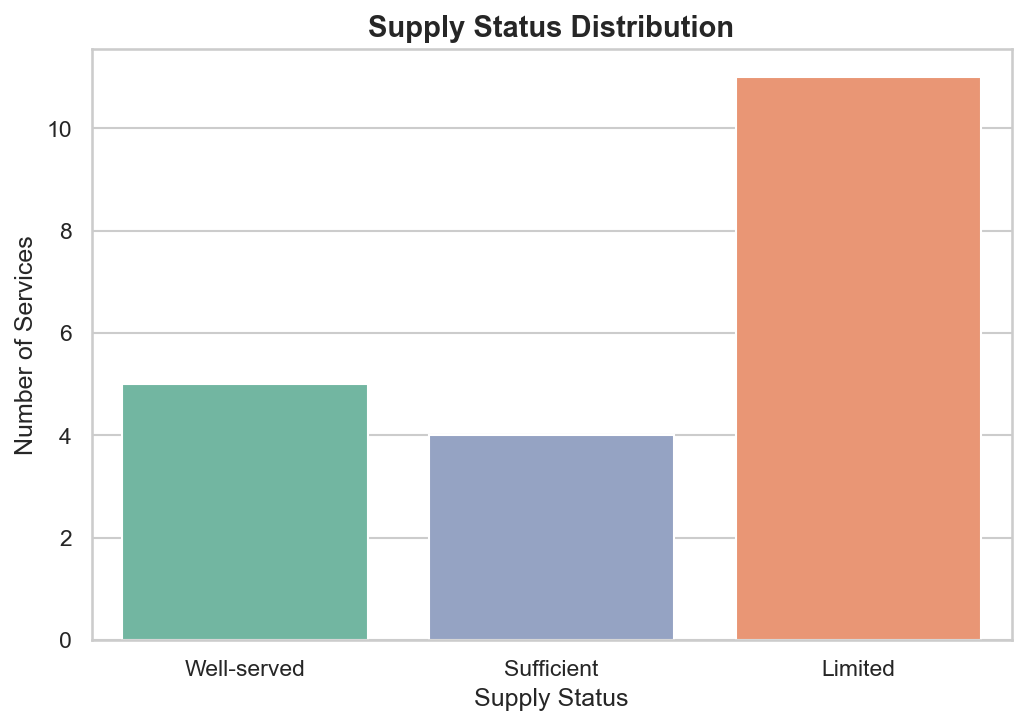 Supply Status Distribution
Number of Services
10
8
6
4
2
0
Well-served Sufficient Limited
Supply Status